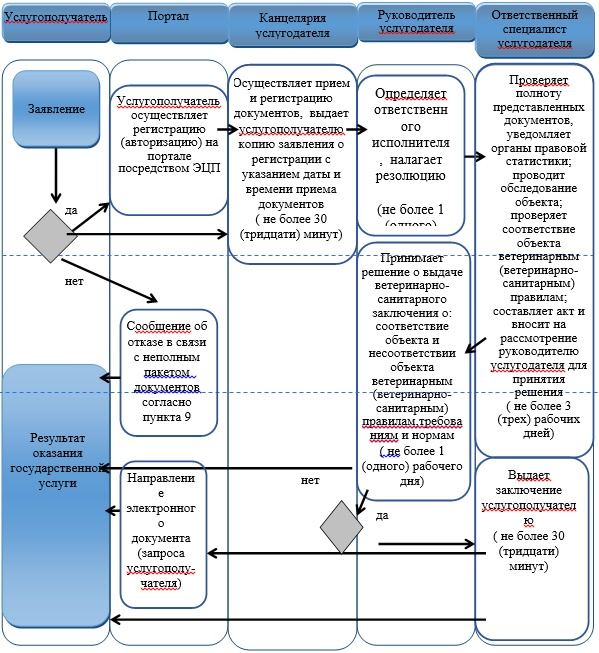 Услугополучатель
Портал
Канцелярия
услугодателя
Руководитель
услугодателя
Ответственный
специалист
услугодателя
Заявление
да
нет
Услугополучатель
осуществляет
регистрацию
(авторизацию) на
портале
посредством ЭЦП
Осуществляет прием
и регистрацию
документов, выдает
услугополучателю
копию заявления о
регистрации с
указанием даты и
времени приема
документов
( не более 30
(тридцати) минут)
Определяет
ответственн
ого
исполнителя
, налагает
резолюцию
(не более 1
(одного)
Проверяет
полноту
представленных
документов,
уведомляет
органы правовой
статистики;
проводит
обследование
объекта;
проверяет
соответствие
объекта
ветеринарным
(ветеринарно-
санитарным)
правилам;
составляет акт и
вносит на
рассмотрение
руководителю
услугодателя для
принятия
решения
( не более 3
(трех) рабочих
дней)
Принимает
решение о выдаче
ветеринарно-
санитарного
заключения о:
соответствие
объекта и
несоответствии
объекта
ветеринарным
(ветеринарно-
санитарным)
правилам,требова
ниям и нормам
( не более 1
(одного) рабочего
дня)
Сообщение об
отказе в связи
с неполным
пакетом
документов
согласно
пункта 9
Результат
оказания
государственной
услуги
Направлени
е
электронног
о
документа
(запроса
услугополу-
чателя)
нет
да
Выдает
заключение
услугополучател
ю
( не более 30
(тридцати)
минут)